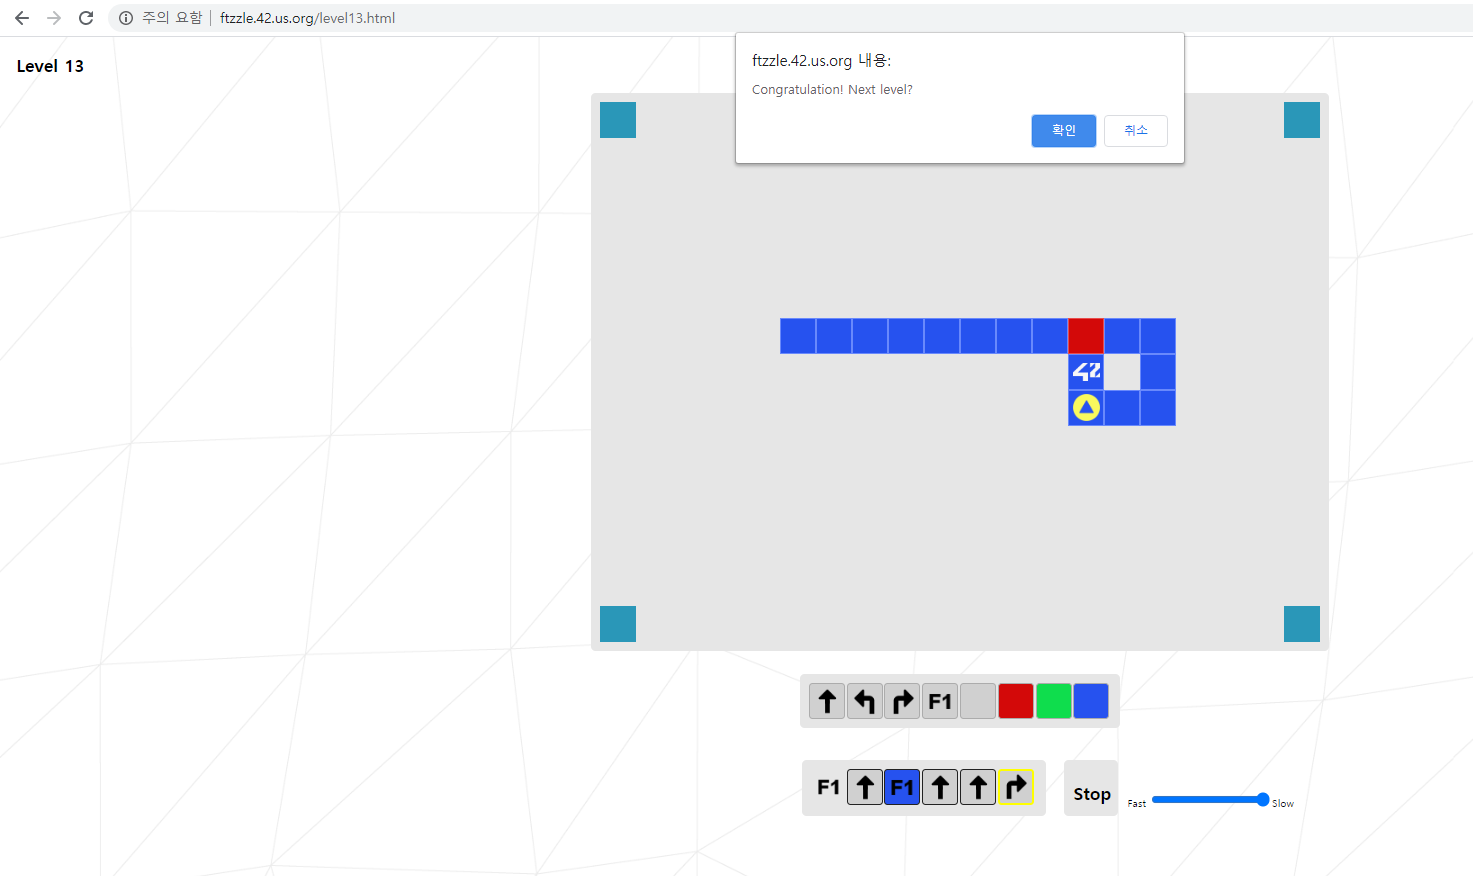 주의 요함 ftzzle.42.us.org/level13.html
Level 13
ftzzle.42.us.org 내용:
Congratulation! Next level?
확인 취소
42
F1
F1 F1
Stop
Fast Slow